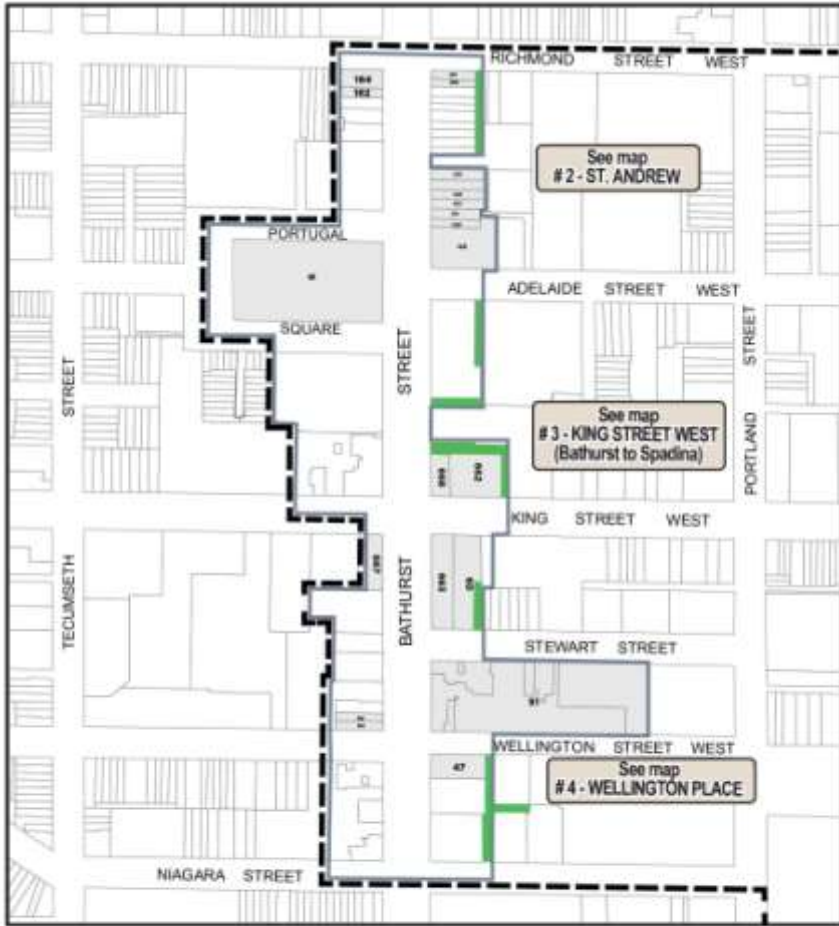 RICHMOND STREET WEST
164
162
See map
# 2 - ST. ANDREW
PORTUGAL
SQUARE
ADELAIDE STREET WEST
STREET
STREET
STREET
See map
# 3 - KING STREET WEST
(Bathurst to Spadina)
PORTLAND
KING STREET WEST
TECUMSETH
BATHURST
STEWART STREET
WELLINGTON STREET WEST
47
See map
# 4 - WELLINGTON PLACE
NIAGARA STREET